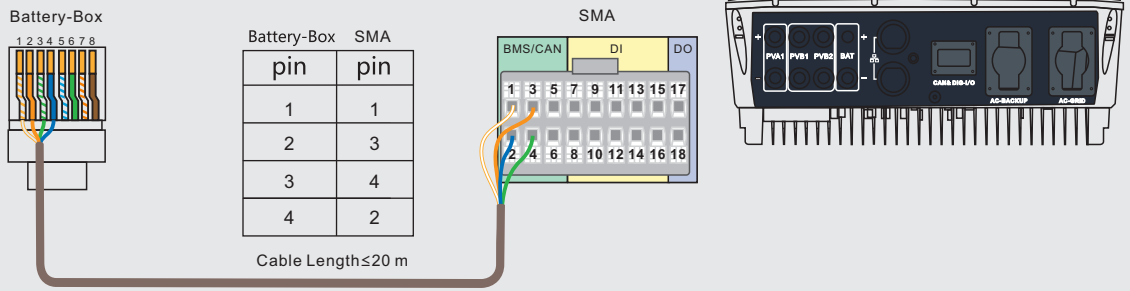 Battery-Box
1 2 3 4 5 6 7 8
Battery-Box SMA
pin pin
1 1
2 3
3 4
4 2
Cable Length≤20 m
SMA
BMS/CAN DI DO
1 3 5 7 9 11 13 15 17
2 4 6 8 10 12 14 16 18
+ +
PVA1 PVB1 PVB2 BAT
- -
CAN& DIG-I/O
AC-BACKUP AC-GRID